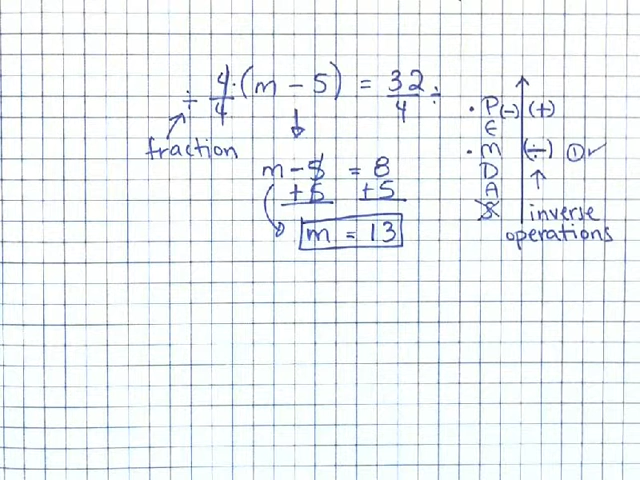 ÷ 4/4 · (m − 5) = 32/4 ÷
fraction
m − 5 = 8
+ 5 +5
m = 13
· P (−) (+)
E
· M (÷) ① ✓
D ↑
A
S inverse
operations